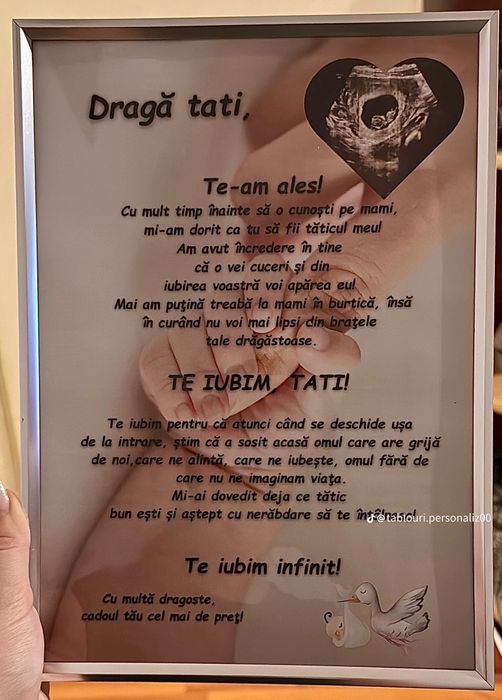 Dragă tati,
Te-am ales!
Cu mult timp înainte să o cunoști pe mami,
mi-am dorit ca tu să fii tăticul meu!
Am avut încredere în tine
că o vei cuceri și din
iubirea voastră voi apărea eu!
Mai am puțină treabă la mami în burtică, însă
în curând nu voi mai lipsi din brațele
tale drăgăstoase.
TE IUBIM, TATI!
Te iubim pentru că atunci când se deschide ușa
de la intrare, știm că a sosit acasă omul care are grijă
de noi,care ne alintă, care ne iubește, omul fără de
care nu ne imaginam viața.
Mi-ai dovedit deja ce tătic
bun ești și aștept cu nerăbdare să te întâlnesc!
@tablouri.personaliz00
Te iubim infinit!
Cu multă dragoste,
cadoul tău cel mai de preț!